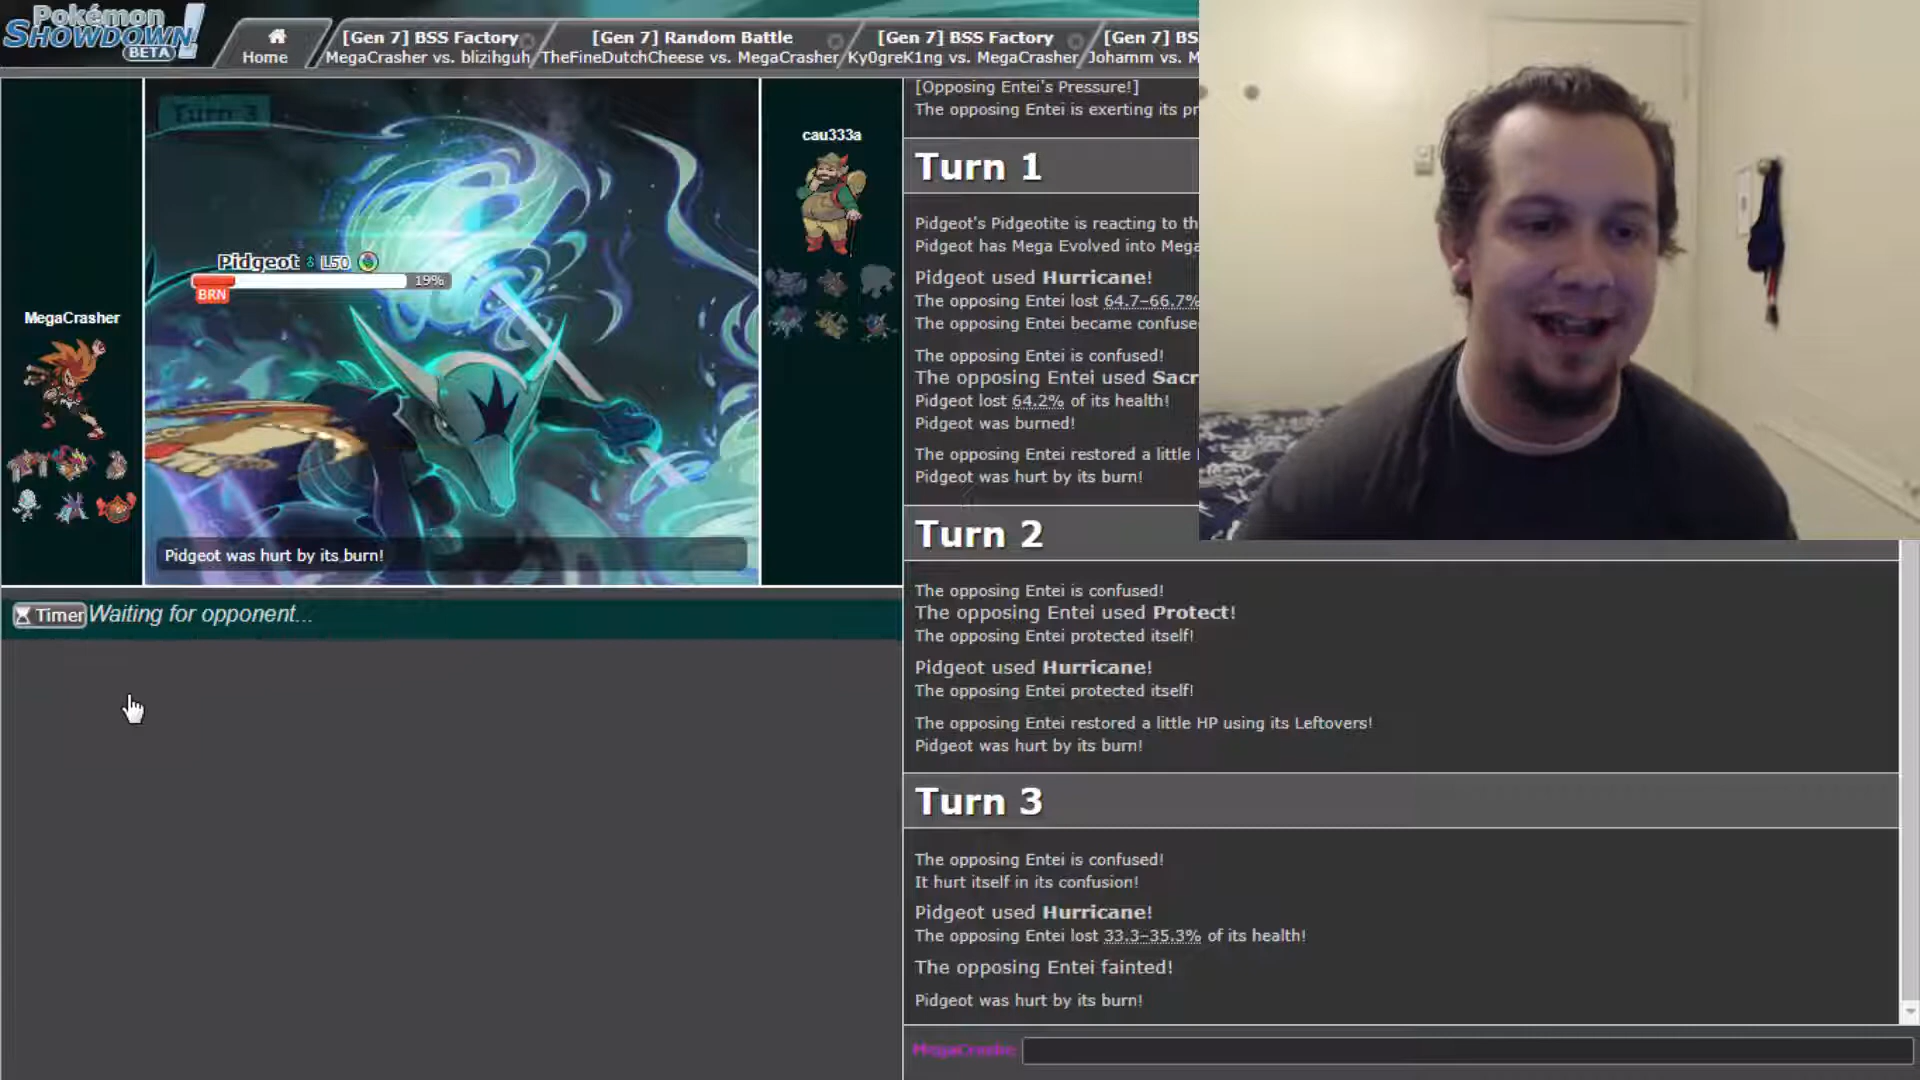 Pokémon
SHOWDOWN!
BETA
Home
[Gen 7] BSS Factory
MegaCrasher vs. blizihguh
[Gen 7] Random Battle
TheFineDutchCheese vs. MegaCrasher
[Gen 7] BSS Factory
Ky0greK1ng vs. MegaCrasher
[Gen 7] BS
Johamm vs. M
Turn 3
Pidgeot L50
19%
BRN
MegaCrasher
cau333a
Pidgeot was hurt by its burn!
Timer
Waiting for opponent...
[Opposing Entei's Pressure!]
The opposing Entei is exerting its pr
Turn 1
Pidgeot's Pidgeotite is reacting to th
Pidgeot has Mega Evolved into Mega
Pidgeot used Hurricane!
The opposing Entei lost 64.7–66.7%
The opposing Entei became confuse
The opposing Entei is confused!
The opposing Entei used Sacr
Pidgeot lost 64.2% of its health!
Pidgeot was burned!
The opposing Entei restored a little
Pidgeot was hurt by its burn!
Turn 2
The opposing Entei is confused!
The opposing Entei used Protect!
The opposing Entei protected itself!
Pidgeot used Hurricane!
The opposing Entei protected itself!
The opposing Entei restored a little HP using its Leftovers!
Pidgeot was hurt by its burn!
Turn 3
The opposing Entei is confused!
It hurt itself in its confusion!
Pidgeot used Hurricane!
The opposing Entei lost 33.3–35.3% of its health!
The opposing Entei fainted!
Pidgeot was hurt by its burn!
MegaCrashe